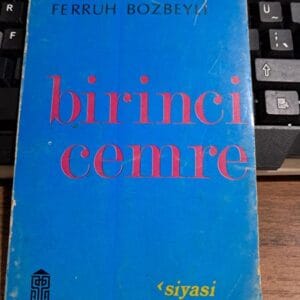 FERRUH BOZBEYLİ
birinci
cemre
‹siyasi